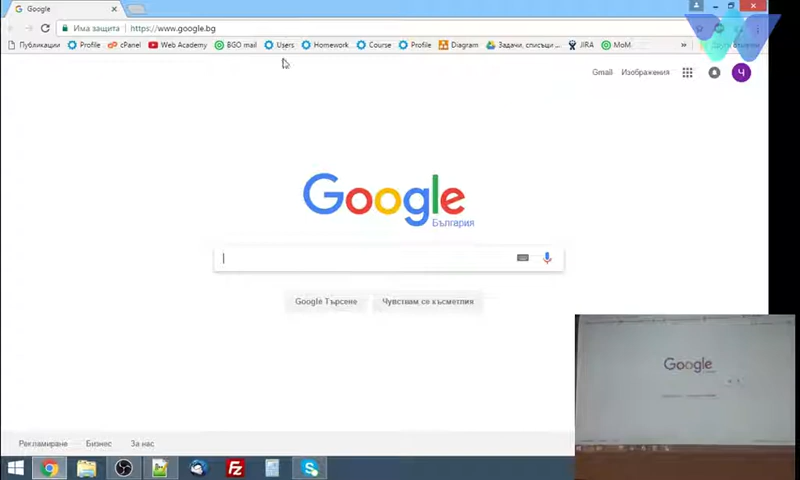 Google
Има защита https://www.google.bg
Публикации Profile cPanel Web Academy BGO mail Users Homework Course Profile Diagram Задачи, списъци ... JIRA MoM »
Gmail Изображения
Ч
Google
България
Google Търсене Чувствам се късметлия
Google
Рекламиране Бизнес За нас